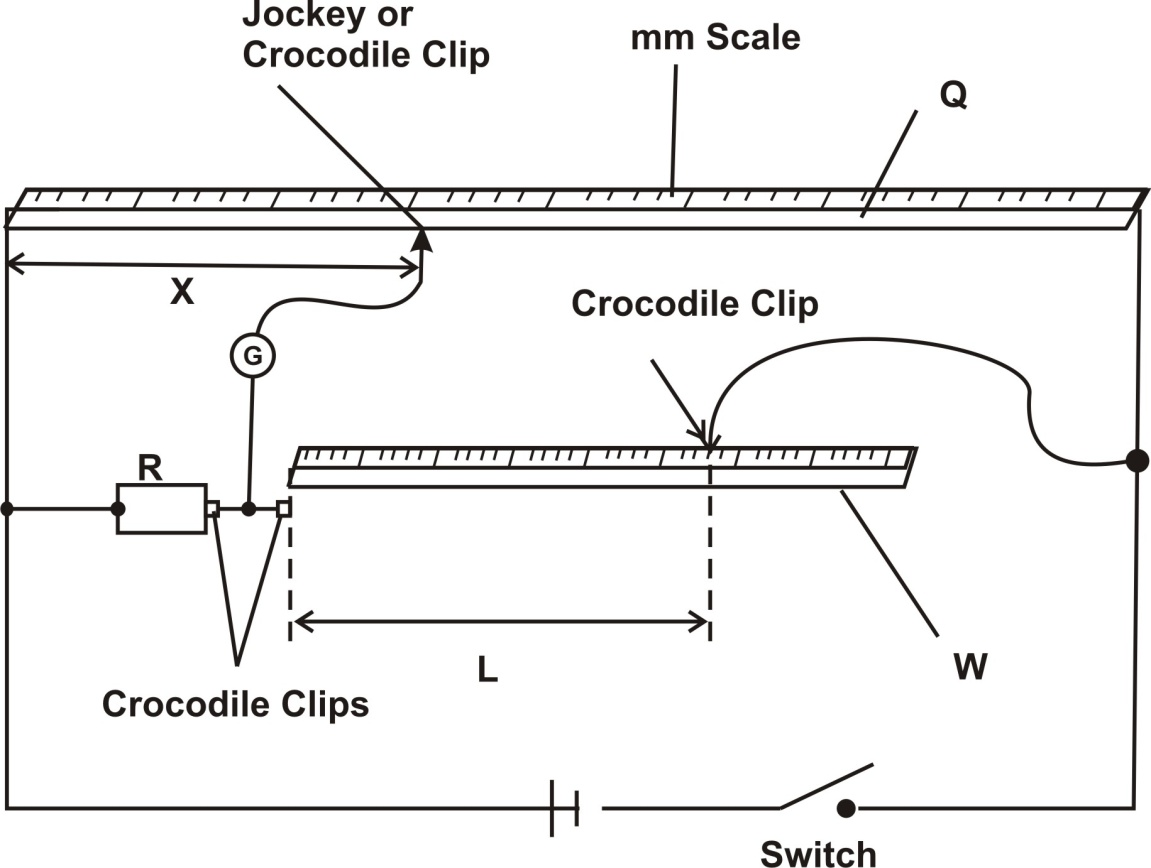 Jockey or
Crocodile Clip
mm Scale
Q
X
Crocodile Clip
G
R
L
W
Crocodile Clips
Switch